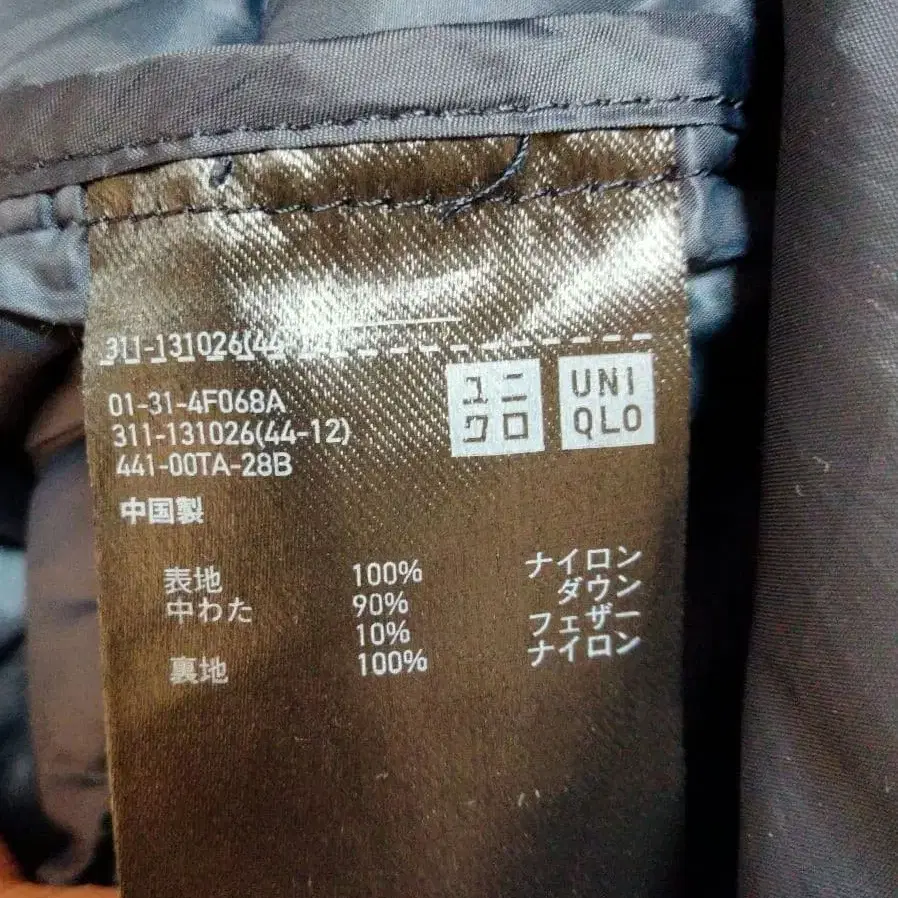 311-131026(44-12)
ユニ
クロ
UNI
QLO
01-31-4F068A
311-131026(44-12)
441-00TA-28B
中国製
表地 100% ナイロン
中わた 90% ダウン
10% フェザー
裏地 100% ナイロン